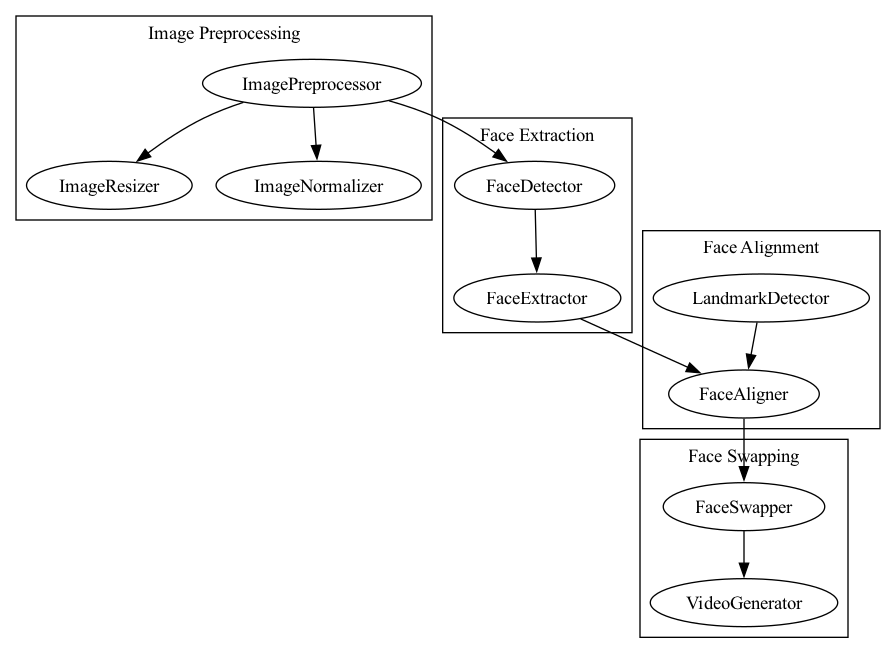 Image Preprocessing
ImagePreprocessor
ImageResizer
ImageNormalizer
Face Extraction
FaceDetector
FaceExtractor
Face Alignment
LandmarkDetector
FaceAligner
Face Swapping
FaceSwapper
VideoGenerator